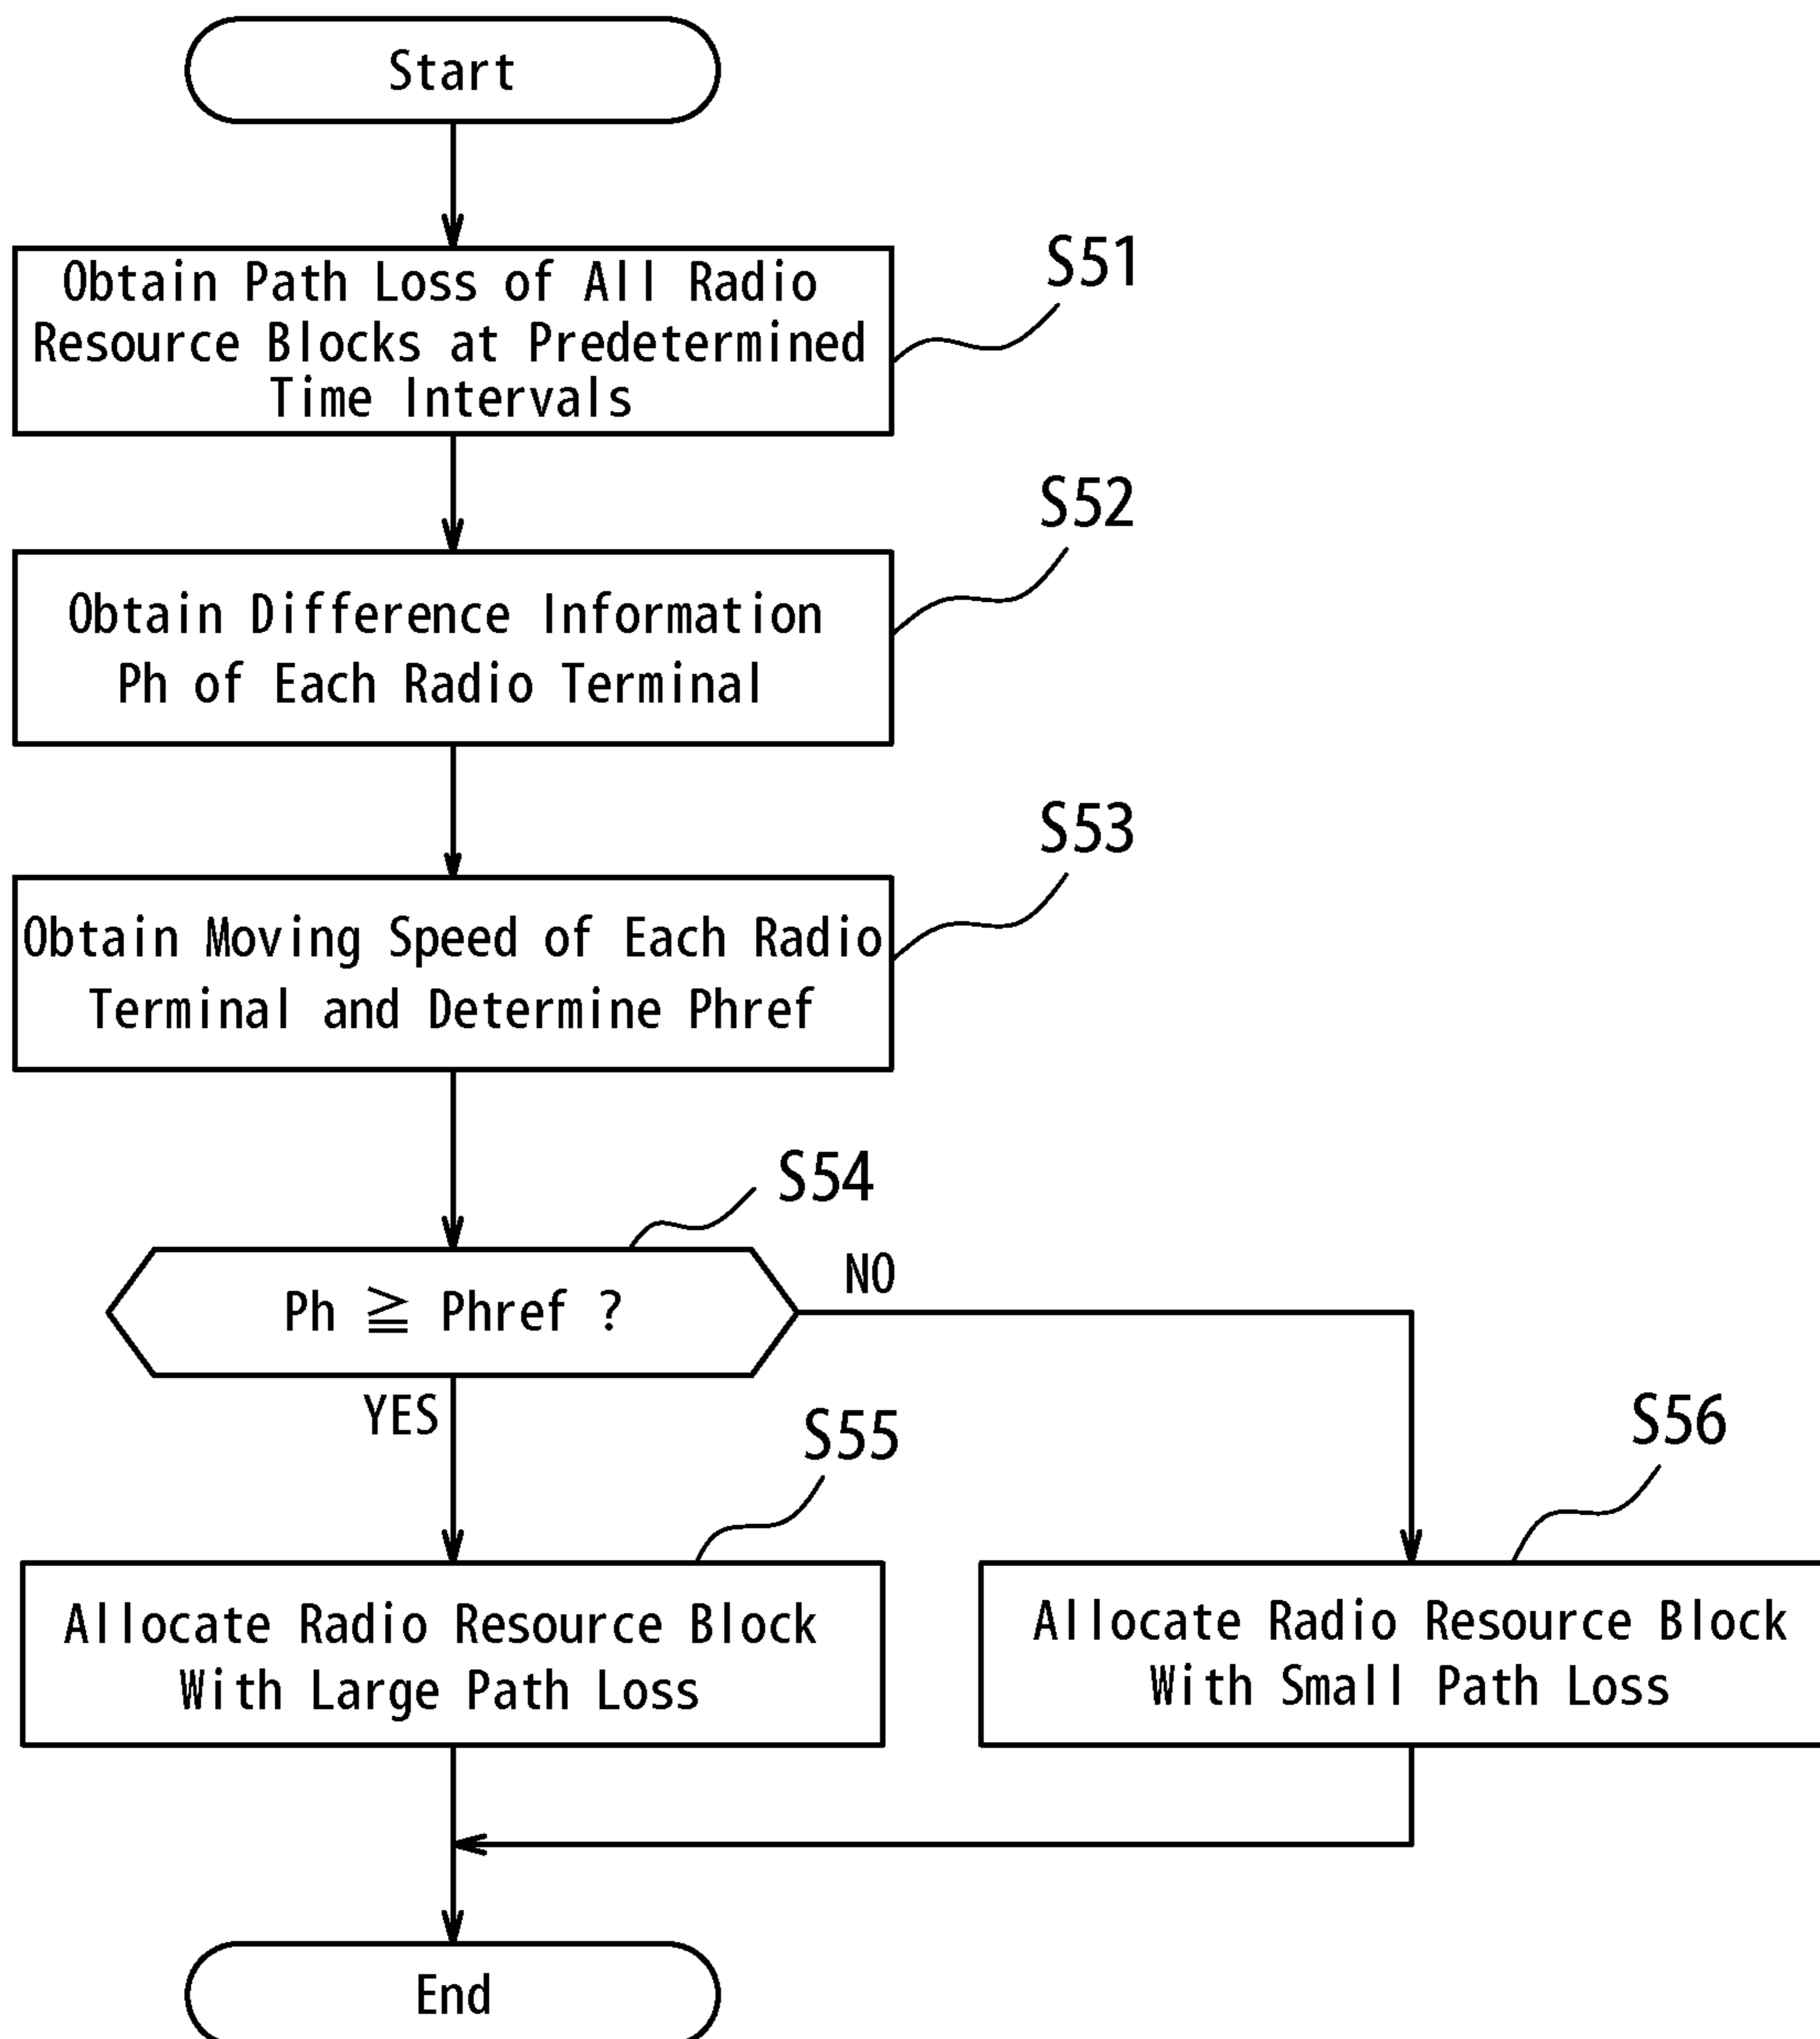 Start
Obtain Path Loss of All Radio
Resource Blocks at Predetermined
Time Intervals
S51
Obtain Difference Information
Ph of Each Radio Terminal
S52
Obtain Moving Speed of Each Radio
Terminal and Determine Phref
S53
Ph ≧ Phref ?
S54
NO
YES
Allocate Radio Resource Block
With Large Path Loss
S55
Allocate Radio Resource Block
With Small Path Loss
S56
End